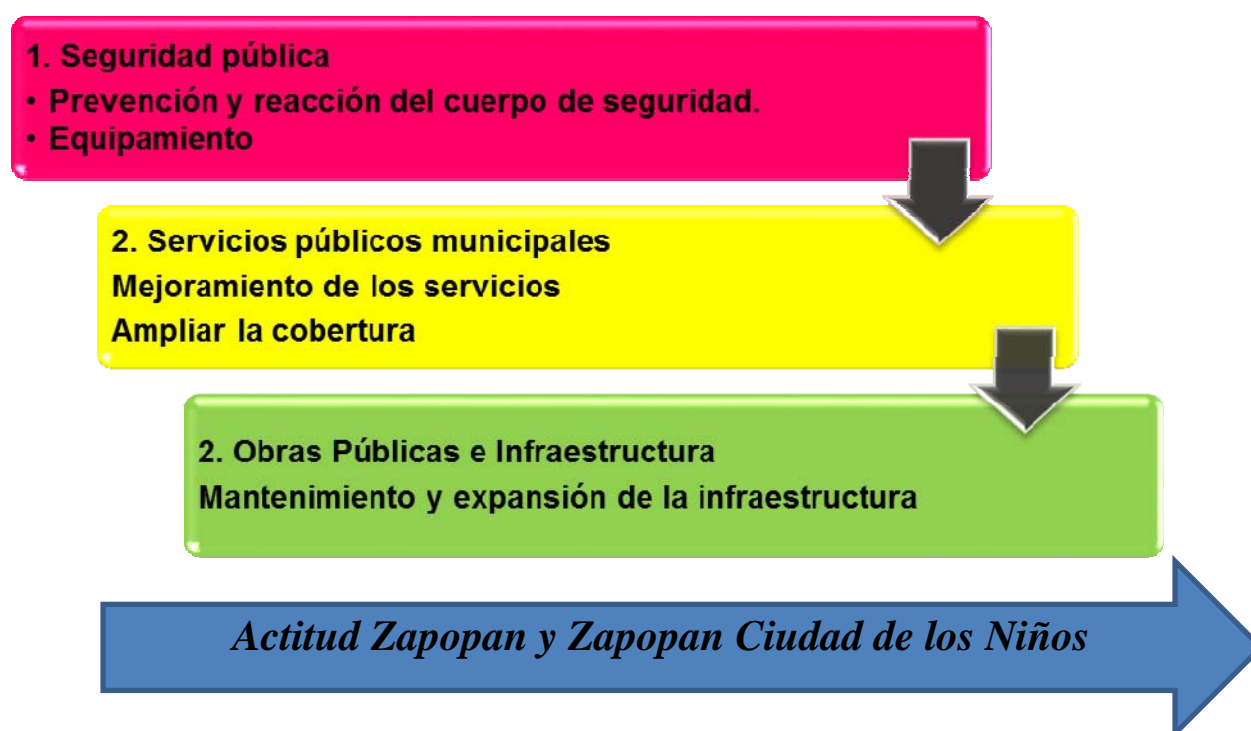 1. Seguridad pública
• Prevención y reacción del cuerpo de seguridad.
• Equipamiento
2. Servicios públicos municipales
Mejoramiento de los servicios
Ampliar la cobertura
2. Obras Públicas e Infraestructura
Mantenimiento y expansión de la infraestructura
Actitud Zapopan y Zapopan Ciudad de los Niños